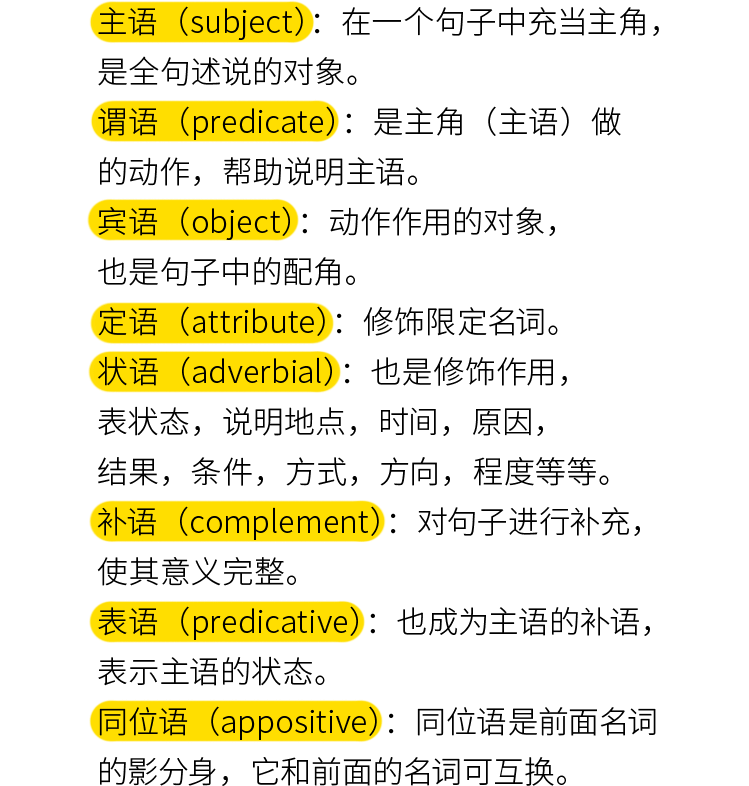 主语（subject）：在一个句子中充当主角，
是全句述说的对象。
谓语（predicate）：是主角（主语）做
的动作，帮助说明主语。
宾语（object）：动作作用的对象，
也是句子中的配角。
定语（attribute）：修饰限定名词。
状语（adverbial）：也是修饰作用，
表状态，说明地点，时间，原因，
结果，条件，方式，方向，程度等等。
补语（complement）：对句子进行补充，
使其意义完整。
表语（predicative）：也成为主语的补语，
表示主语的状态。
同位语（appositive）：同位语是前面名词
的影分身，它和前面的名词可互换。